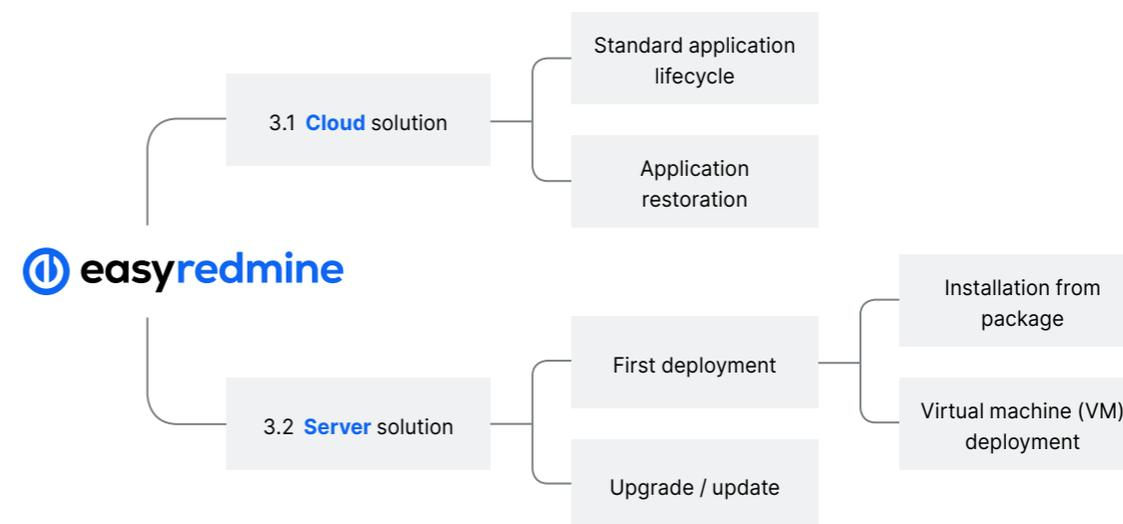 Standard application
lifecycle
3.1 Cloud solution
Application
restoration
easyredmine
Installation from
package
First deployment
Virtual machine (VM)
deployment
3.2 Server solution
Upgrade / update